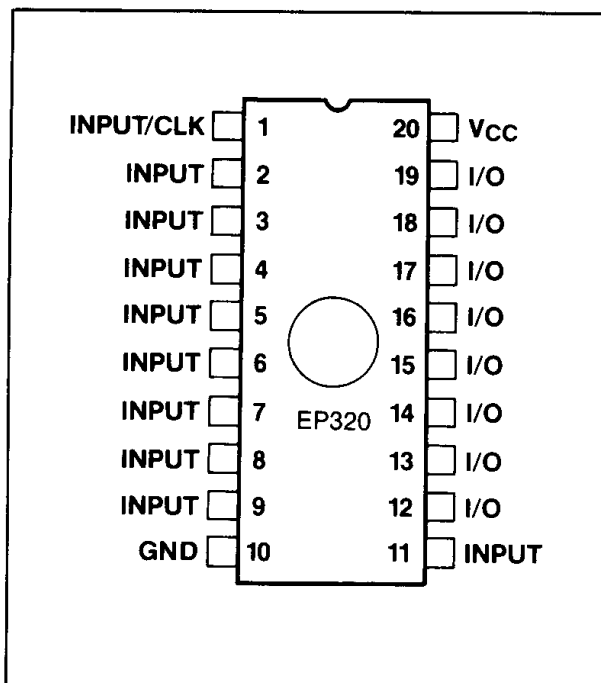 INPUT/CLK 1 20 VCC
INPUT 2 19 I/O
INPUT 3 18 I/O
INPUT 4 17 I/O
INPUT 5 16 I/O
INPUT 6 15 I/O
INPUT 7 EP320 14 I/O
INPUT 8 13 I/O
INPUT 9 12 I/O
GND 10 11 INPUT